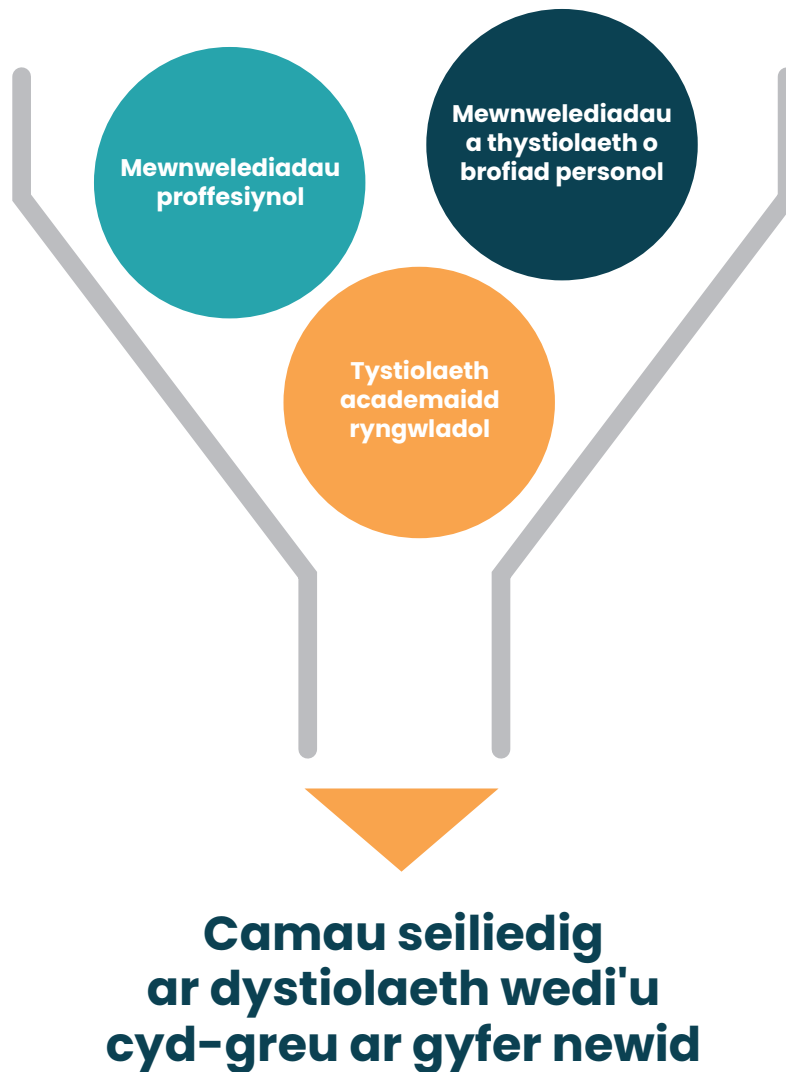 Mewnwelediadau
proffesiynol
Mewnwelediadau
a thystiolaeth o
brofiad personol
Tystiolaeth
academaidd
ryngwladol
Camau seiliedig
ar dystiolaeth wedi'u
cyd-greu ar gyfer newid